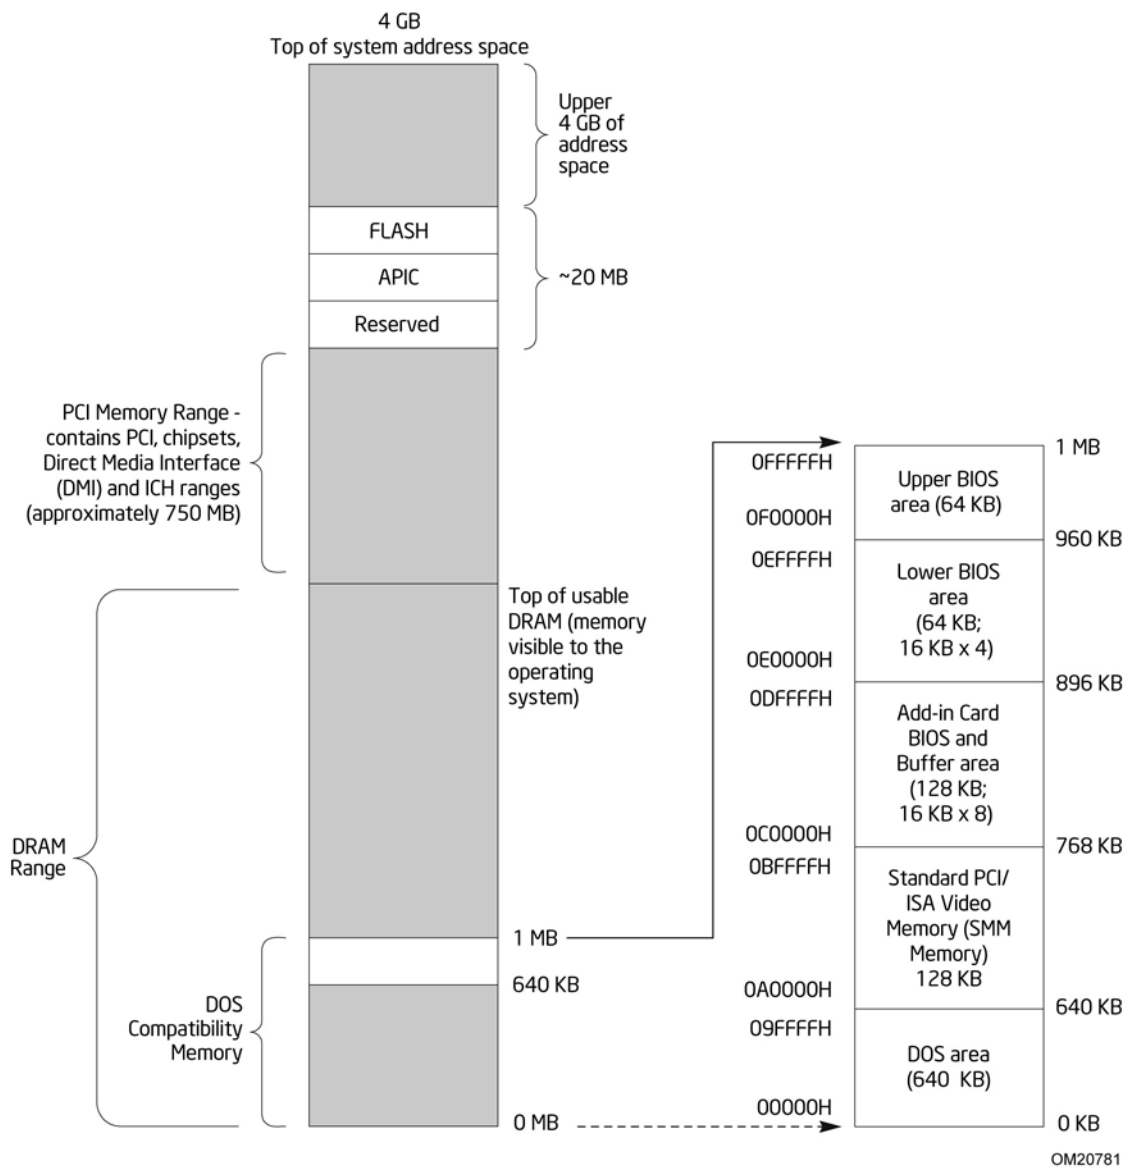 4 GB
Top of system address space
Upper
4 GB of
address
space
FLASH
APIC
Reserved
~20 MB
PCI Memory Range -
contains PCI, chipsets,
Direct Media Interface
(DMI) and ICH ranges
(approximately 750 MB)
Top of usable
DRAM (memory
visible to the
operating
system)
DRAM
Range
1 MB
640 KB
DOS
Compatibility
Memory
0 MB
0FFFFFH
0F0000H
0EFFFFH
0E0000H
0DFFFFH
0C0000H
0BFFFFH
0A0000H
09FFFFH
00000H
Upper BIOS
area (64 KB)
Lower BIOS
area
(64 KB;
16 KB x 4)
Add-in Card
BIOS and
Buffer area
(128 KB;
16 KB x 8)
Standard PCI/
ISA Video
Memory (SMM
Memory)
128 KB
DOS area
(640 KB)
1 MB
960 KB
896 KB
768 KB
640 KB
0 KB
OM20781